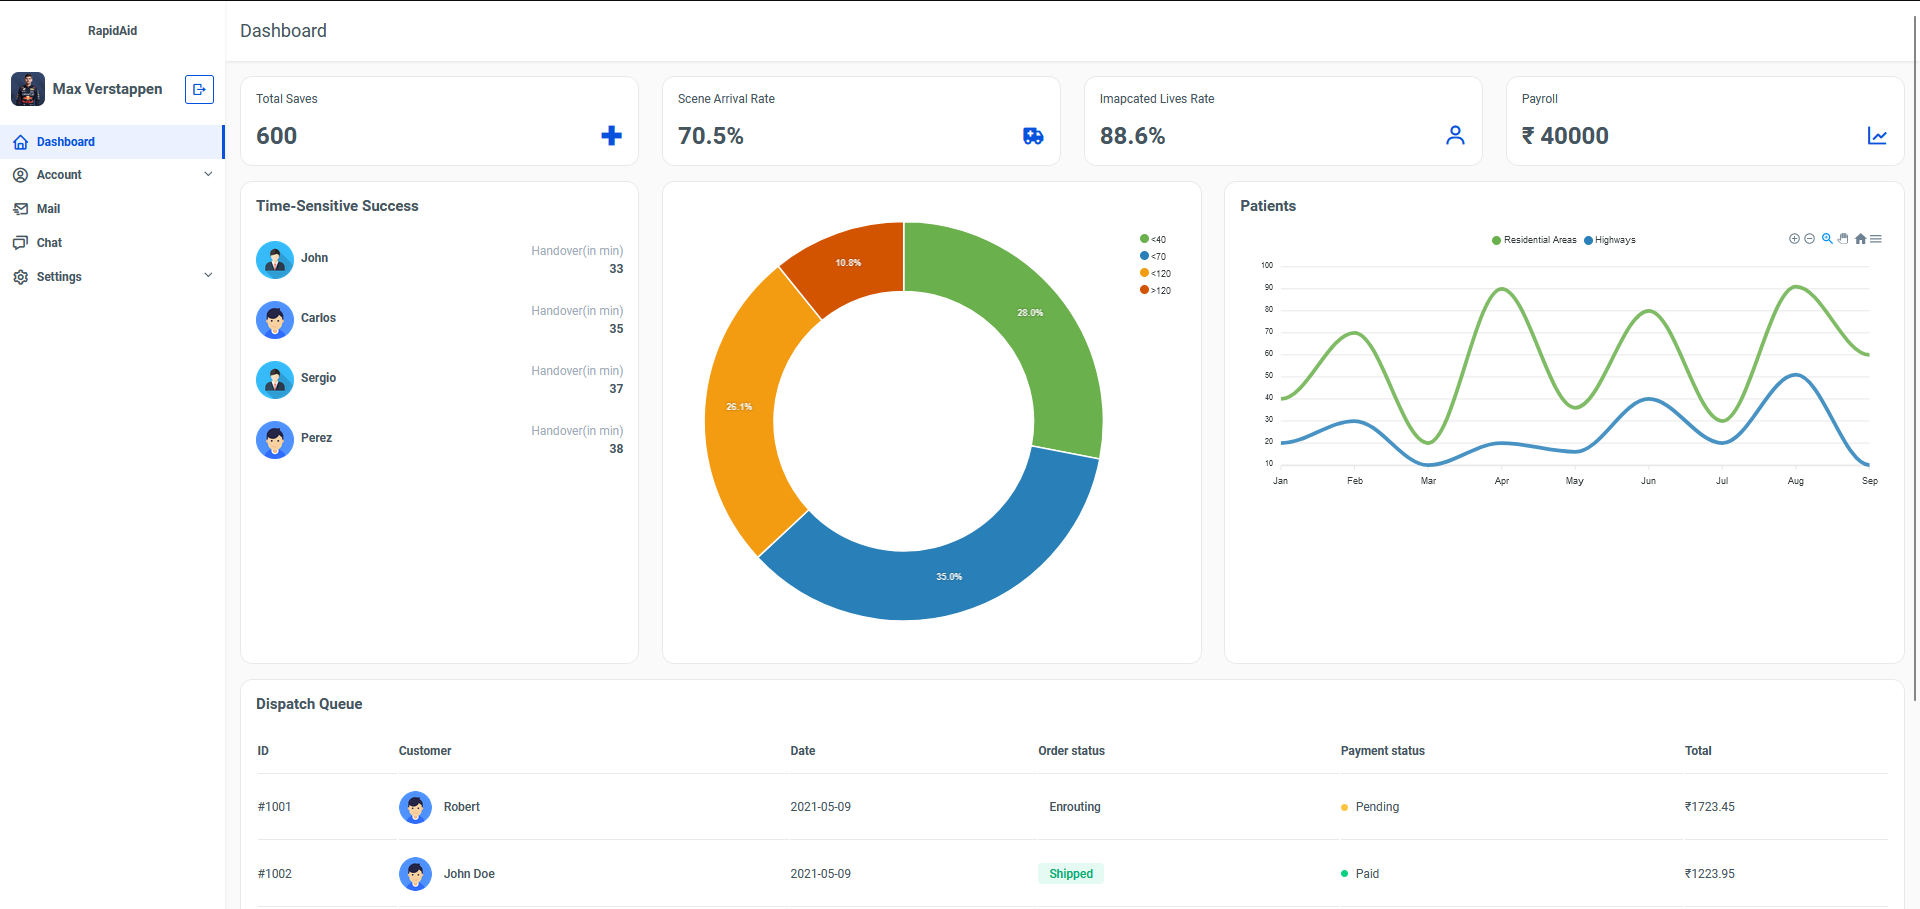 RapidAid
Max Verstappen
Dashboard
Account
Mail
Chat
Settings
Dashboard
Total Saves
600
Scene Arrival Rate
70.5%
Imapcated Lives Rate
88.6%
Payroll
₹ 40000
Time-Sensitive Success
John
Handover(in min)
33
Carlos
Handover(in min)
35
Sergio
Handover(in min)
37
Perez
Handover(in min)
38
10.8%
28.0%
26.1%
35.0%
<40
<70
<120
>120
Patients
Residential Areas Highways
100
90
80
70
60
50
40
30
20
10
Jan Feb Mar Apr May Jun Jul Aug Sep
Dispatch Queue
ID Customer Date Order status Payment status Total
#1001 Robert 2021-05-09 Enrouting Pending ₹1723.45
#1002 John Doe 2021-05-09 Shipped Paid ₹1223.95